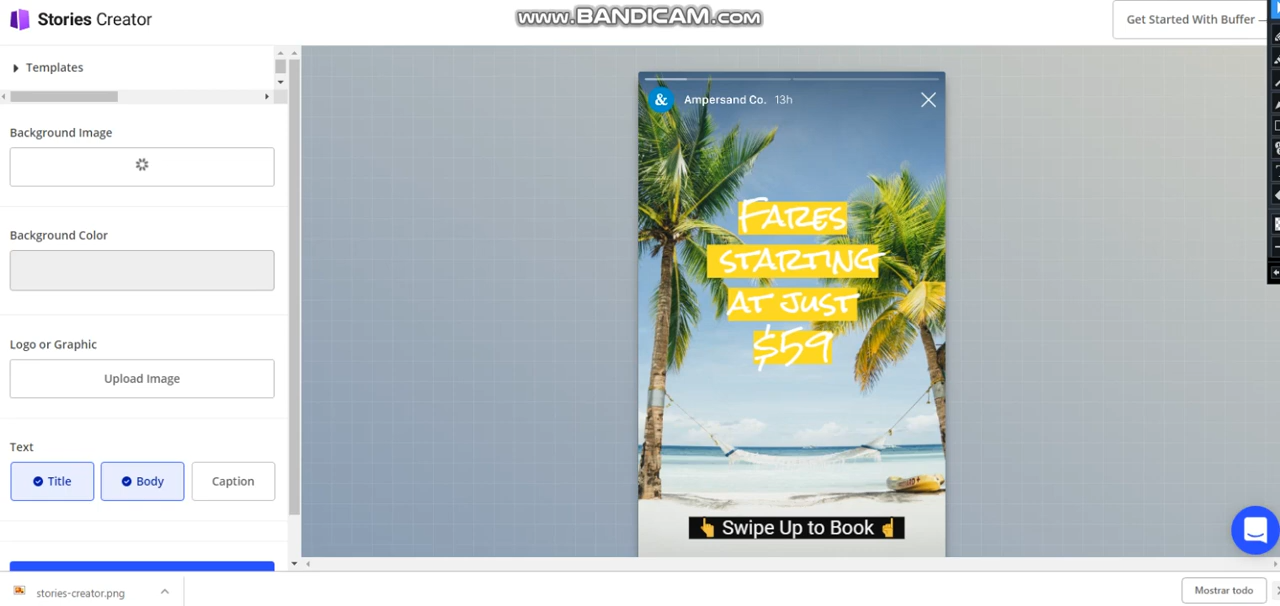 Stories Creator
www.BANDICAM.com
Get Started With Buffer —
Templates
Background Image
Background Color
Logo or Graphic
Upload Image
Text
Title
Body
Caption
& Ampersand Co. 13h
FARES
STARTING
AT JUST
$59
👆 Swipe Up to Book ☝
stories-creator.png
Mostrar todo